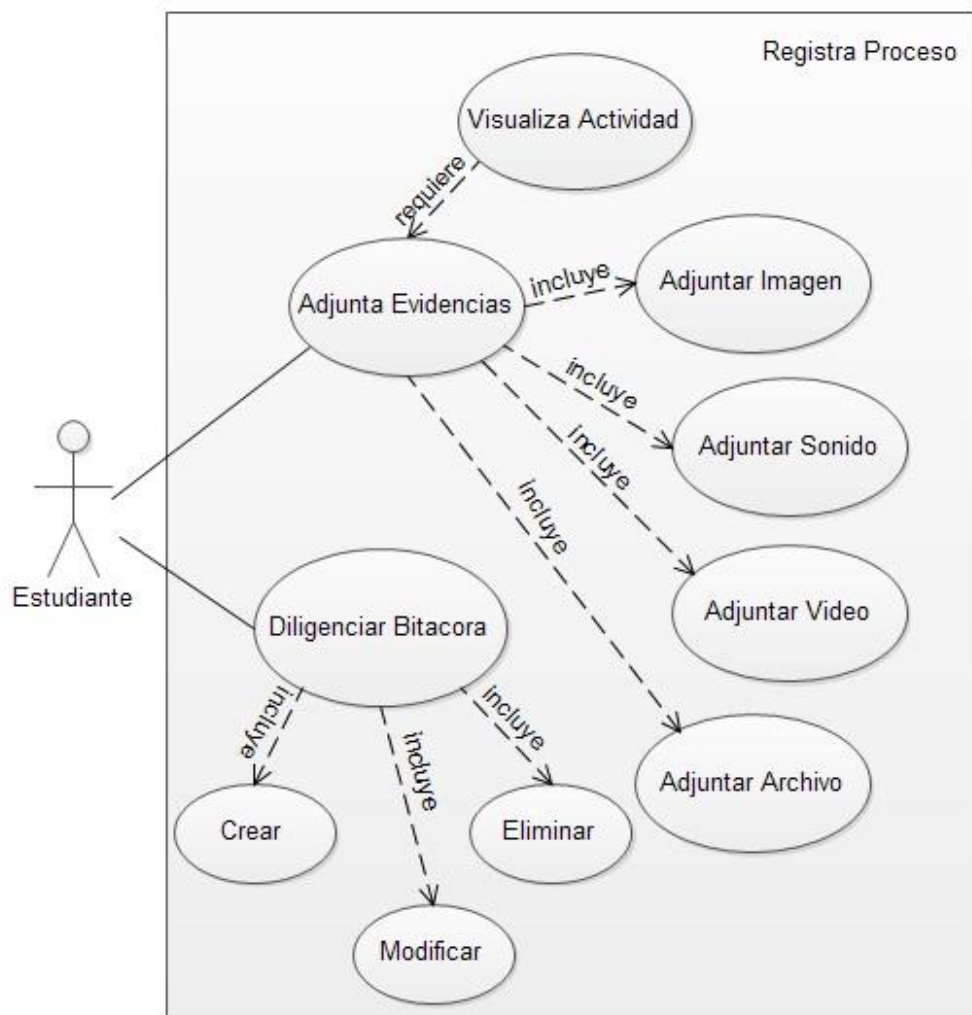 Registra Proceso
Visualiza Actividad
requiere
Adjunta Evidencias
incluye
Adjuntar Imagen
incluye
Adjuntar Sonido
incluye
Adjuntar Video
incluye
Adjuntar Archivo
Estudiante
Diligenciar Bitacora
incluye
Crear
incluye
Modificar
incluye
Eliminar